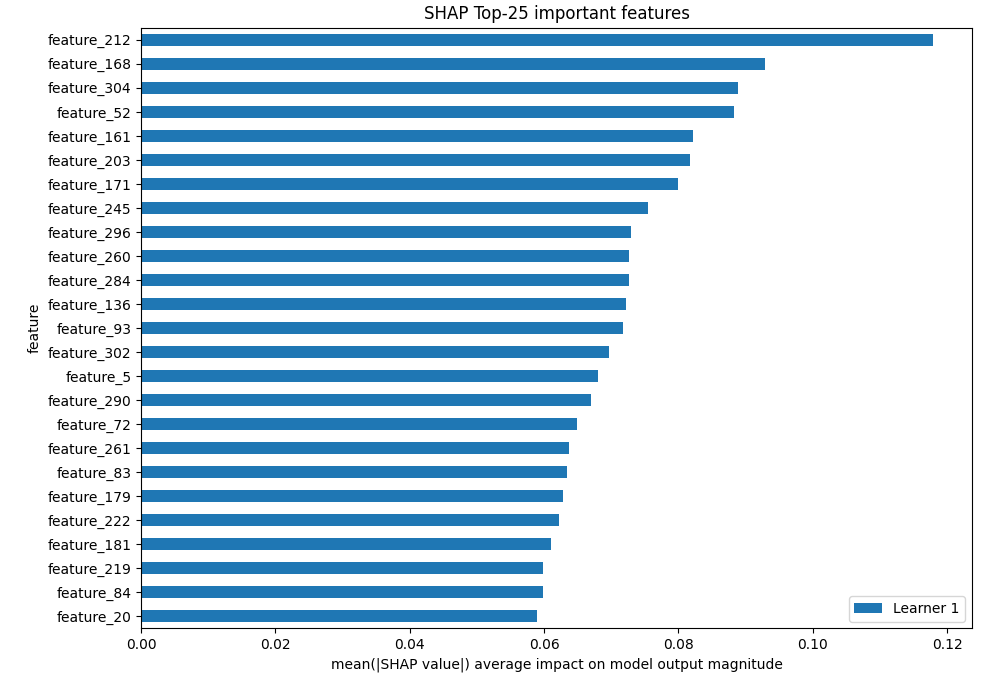 SHAP Top-25 important features
feature_212
feature_168
feature_304
feature_52
feature_161
feature_203
feature_171
feature_245
feature_296
feature_260
feature_284
feature_136
feature_93
feature_302
feature_5
feature_290
feature_72
feature_261
feature_83
feature_179
feature_222
feature_181
feature_219
feature_84
feature_20
feature
Learner 1
0.00 0.02 0.04 0.06 0.08 0.10 0.12
mean(|SHAP value|) average impact on model output magnitude